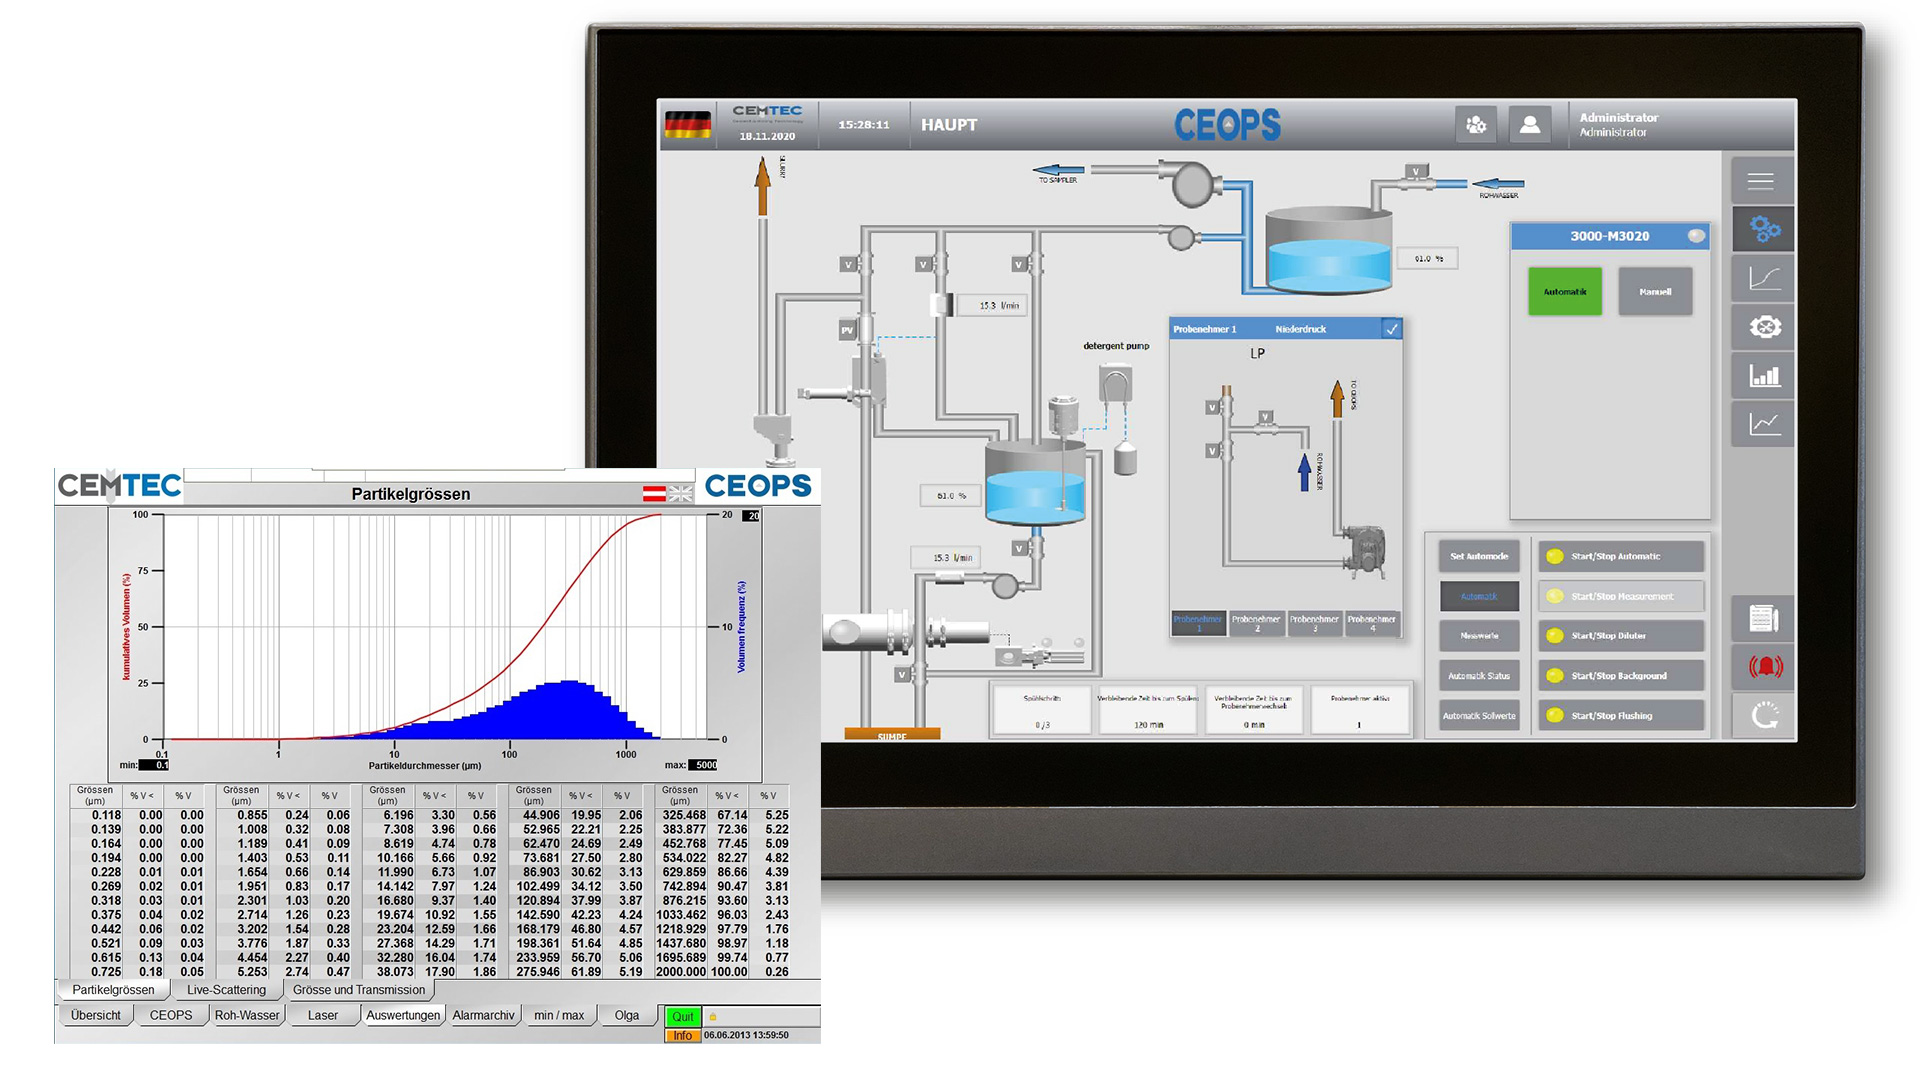 CEMTEC
18.11.2020
15:28:11
HAUPT
CEOPS
Administrator
Administrator
SLURRY
TO SAMPLER
V
ROHWASSER
61.0 %
V
V
V
15.3 l/min
PV
detergent pump
61.0 %
15.3 l/min
V
V
SUMPF
Probenehmer 1
Niederdruck
LP
TO CEOPS
V
V
V
ROHWASSER
Probenehmer 1
Probenehmer 2
Probenehmer 3
Probenehmer 4
3000-M3020
Automatik
Manuell
Set Automode
Automatik
Messwerte
Automatik Status
Automatik Sollwerte
Start/Stop Automatic
Start/Stop Measurement
Start/Stop Diluter
Start/Stop Background
Start/Stop Flushing
Spühlschritts
0 /3
Verbleibende Zeit bis zum Spülen
120 min
Verbleibende Zeit bis zum
Probenehmerwechsel:
0 min
Probenehmer aktiv:
1
CEMTEC
Partikelgrössen
CEOPS
100
75
50
25
0
kumulatives Volumen (%)
20
20
10
0
Volumen frequenz (%)
0.1
1
10
100
1000
min: 0.1
Partikeldurchmesser (µm)
max: 5000
Grössen (µm) % V < % V Grössen (µm) % V < % V Grössen (µm) % V < % V Grössen (µm) % V < % V Grössen (µm) % V < % V
0.118 0.00 0.00 0.855 0.24 0.06 6.196 3.30 0.56 44.906 19.95 2.06 325.468 67.14 5.25
0.139 0.00 0.00 1.008 0.32 0.08 7.308 3.96 0.66 52.965 22.21 2.25 383.877 72.36 5.22
0.164 0.00 0.00 1.189 0.41 0.09 8.619 4.74 0.78 62.470 24.69 2.49 452.768 77.45 5.09
0.194 0.00 0.00 1.403 0.53 0.11 10.166 5.66 0.92 73.681 27.50 2.80 534.022 82.27 4.82
0.228 0.01 0.01 1.654 0.66 0.14 11.990 6.73 1.07 86.903 30.62 3.13 629.859 86.66 4.39
0.269 0.02 0.01 1.951 0.83 0.17 14.142 7.97 1.24 102.499 34.12 3.50 742.894 90.47 3.81
0.318 0.03 0.01 2.301 1.03 0.20 16.680 9.37 1.40 120.894 37.99 3.87 876.215 93.60 3.13
0.375 0.04 0.02 2.714 1.26 0.23 19.674 10.92 1.55 142.590 42.23 4.24 1033.462 96.03 2.43
0.442 0.06 0.02 3.202 1.54 0.28 23.204 12.59 1.66 168.179 46.80 4.57 1218.929 97.79 1.76
0.521 0.09 0.03 3.776 1.87 0.33 27.368 14.29 1.71 198.361 51.64 4.85 1437.680 98.97 1.18
0.615 0.13 0.04 4.454 2.27 0.40 32.280 16.04 1.74 233.959 56.70 5.06 1695.689 99.74 0.77
0.725 0.18 0.05 5.253 2.74 0.47 38.073 17.90 1.86 275.946 61.89 5.19 2000.000 100.00 0.26
Partikelgrössen
Live-Scattering
Grösse und Transmission
Übersicht
CEOPS
Roh-Wasser
Laser
Auswertungen
Alarmarchiv
min / max
Olga
Quit
Info
06.06.2013 13:59:50